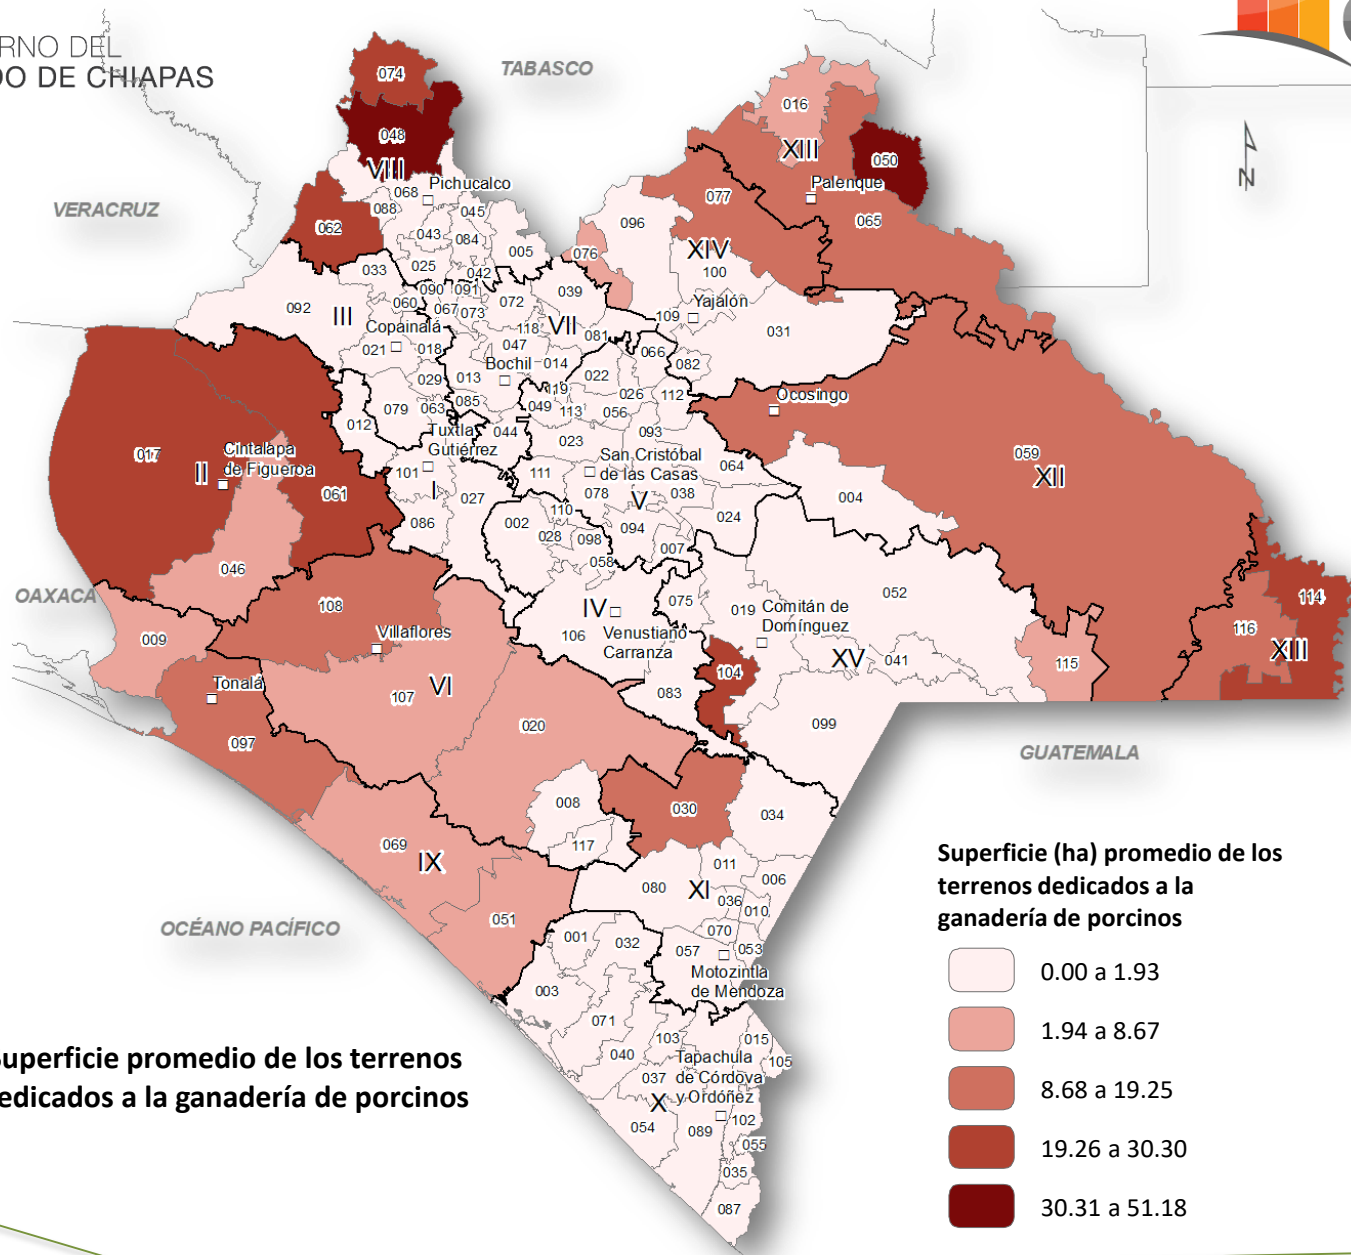 RNO DEL
DO DE CHIAPAS
TABASCO
VERACRUZ
OAXACA
GUATEMALA
OCÉANO PACÍFICO
N
074
048
VIII
068
Pichucalco
088
045
062
043
084
005
025
042
033
016
XIII
050
Palenque
065
077
096
XIV
100
076
Yajalón
109
031
092
III
060
090
091
067
073
072
039
VII
118
Copainalá
021
018
047
081
Bochil
014
013
029
085
119
022
066
082
026
112
056
049
113
079
063
012
Tuxtla
Gutiérrez
044
023
093
101
I
027
086
111
San Cristóbal
de las Casas
078
V
038
064
024
110
002
028
098
094
007
058
017
II
Cintalapa
de Figueroa
061
046
Ocosingo
059
XII
004
052
114
116
XIII
115
IV
Venustiano
Carranza
106
075
019
Comitán de
Domínguez
XV
041
104
083
099
009
108
Villaflores
VI
107
Tonalá
097
020
008
117
030
034
069
IX
051
011
006
080
XI
036
010
070
053
057
Motozintla
de Mendoza
001
032
003
071
040
103
015
105
Tapachula
de Córdova
y Ordóñez
037
X
054
089
102
055
035
087
uperficie promedio de los terrenos
edicados a la ganadería de porcinos
Superficie (ha) promedio de los
terrenos dedicados a la
ganadería de porcinos
0.00 a 1.93
1.94 a 8.67
8.68 a 19.25
19.26 a 30.30
30.31 a 51.18